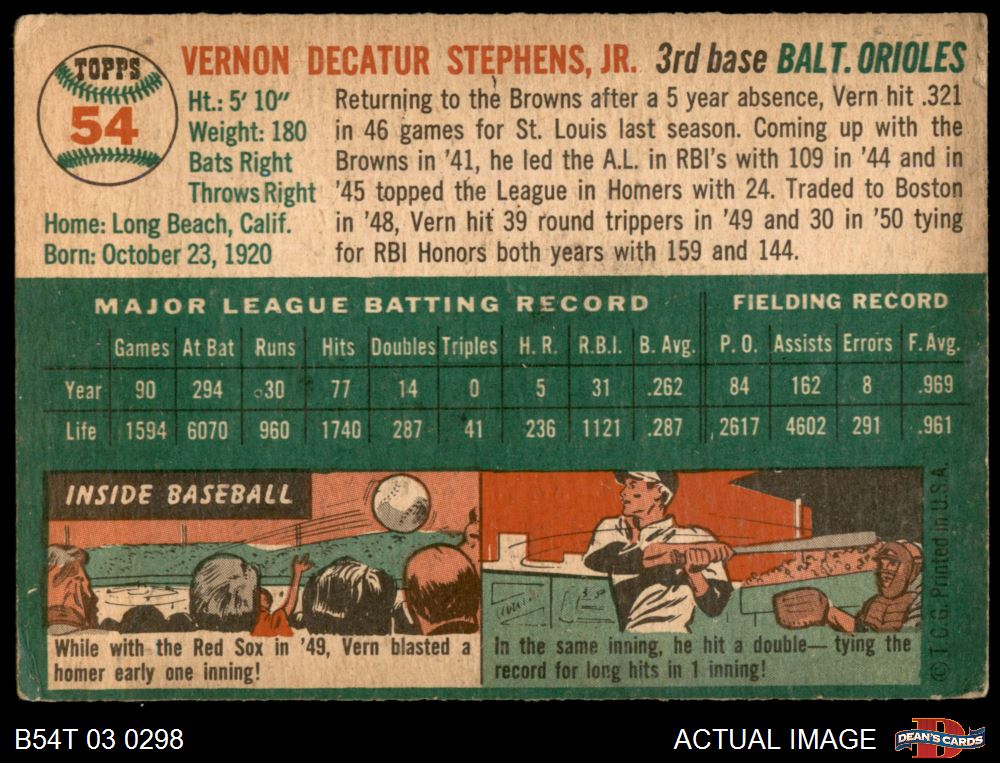 TOPPS
54
VERNON DECATUR STEPHENS, JR. 3rd base BALT. ORIOLES
Ht.: 5' 10"
Weight: 180
Bats Right
Throws Right
Home: Long Beach, Calif.
Born: October 23, 1920
Returning to the Browns after a 5 year absence, Vern hit .321
in 46 games for St. Louis last season. Coming up with the
Browns in '41, he led the A.L. in RBI's with 109 in '44 and in
'45 topped the League in Homers with 24. Traded to Boston
in '48, Vern hit 39 round trippers in '49 and 30 in '50 tying
for RBI Honors both years with 159 and 144.
MAJOR LEAGUE BATTING RECORD FIELDING RECORD
Games At Bat Runs Hits Doubles Triples H. R. R.B.I. B. Avg. P. O. Assists Errors F. Avg.
Year 90 294 30 77 14 0 5 31 .262 84 162 8 .969
Life 1594 6070 960 1740 287 41 236 1121 .287 2617 4602 291 .961
INSIDE BASEBALL
While with the Red Sox in '49, Vern blasted a
homer early one inning!
In the same inning, he hit a double— tying the
record for long hits in 1 inning!
© T.C.G. Printed in U.S.A.
B54T 03 0298
ACTUAL IMAGE
DEAN'S CARDS